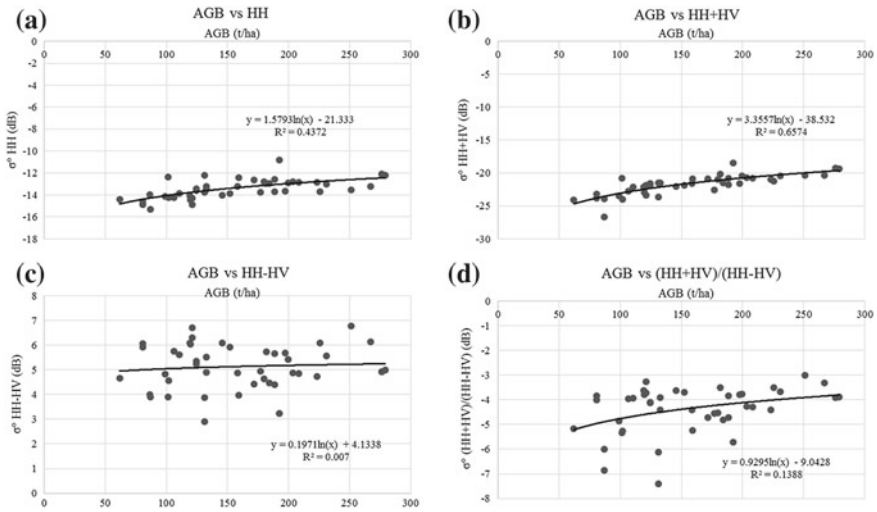 (a)
AGB vs HH
AGB (t/ha)
0 50 100 150 200 250 300
0
-2
-4
-6
-8
-10
-12
-14
-16
-18
σ° HH (dB)
y = 1.5793ln(x) - 21.333
R² = 0.4372
(b)
AGB vs HH+HV
AGB (t/ha)
0 50 100 150 200 250 300
0
-5
-10
-15
-20
-25
-30
σ° HH+HV (dB)
y = 3.3557ln(x) - 38.532
R² = 0.6574
(c)
AGB vs HH-HV
AGB (t/ha)
8
7
6
5
4
3
2
1
0
σ° HH-HV (dB)
y = 0.1971ln(x) + 4.1338
R² = 0.007
0 50 100 150 200 250 300
(d)
AGB vs (HH+HV)/(HH-HV)
AGB (t/ha)
0 50 100 150 200 250 300
0
-1
-2
-3
-4
-5
-6
-7
-8
σ° (HH+HV)/(HH-HV) (dB)
y = 0.9295ln(x) - 9.0428
R² = 0.1388